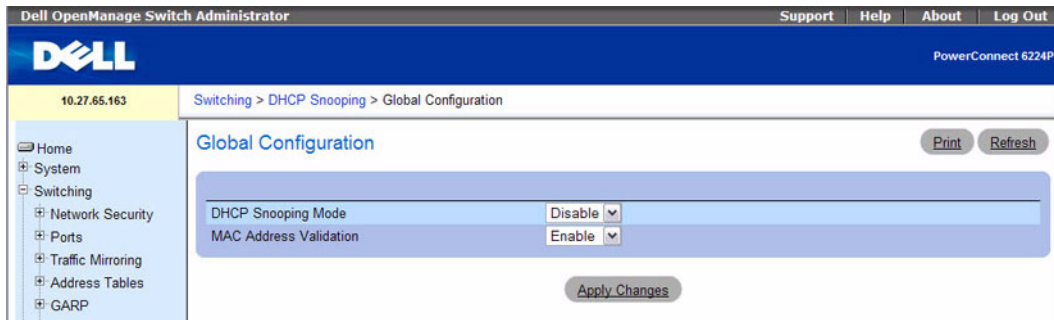 Dell OpenManage Switch Administrator Support Help About Log Out
DELL
PowerConnect 6224P
10.27.65.163
Switching > DHCP Snooping > Global Configuration
Home
System
Switching
Network Security
Ports
Traffic Mirroring
Address Tables
GARP
Global Configuration
Print Refresh
DHCP Snooping Mode Disable
MAC Address Validation Enable
Apply Changes